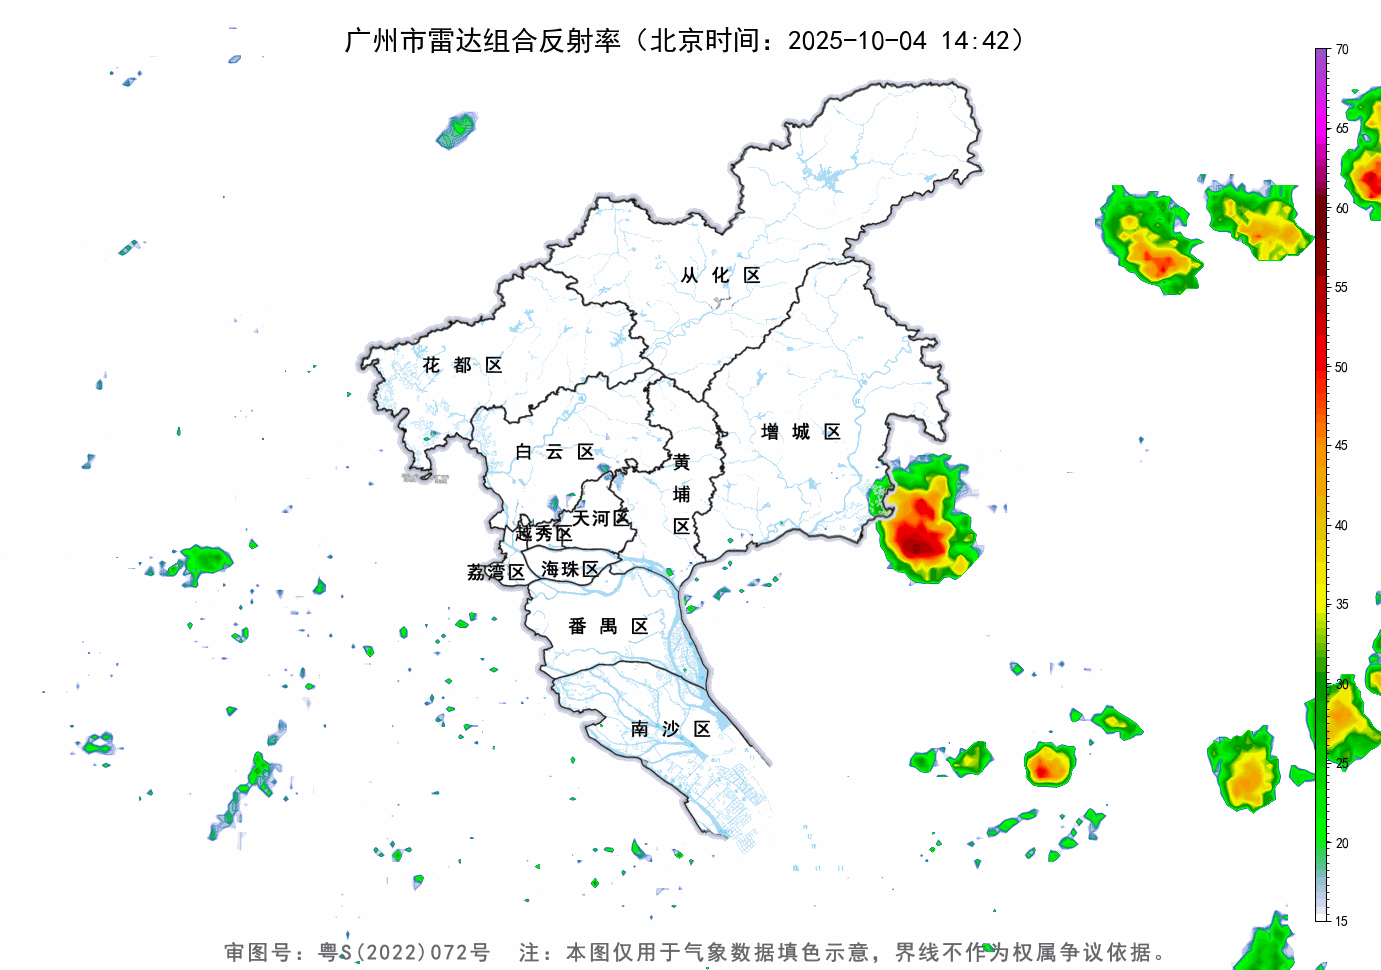 广州市雷达组合反射率（北京时间：2025-10-04 14:42）
70
65
60
55
50
45
40
35
30
25
20
15
从化区
花都区
增城区
白云区
黄埔区
天河区
越秀区
海珠区
荔湾区
番禺区
南沙区
审图号：粤S(2022)072号 注：本图仅用于气象数据填色示意，界线不作为权属争议依据。